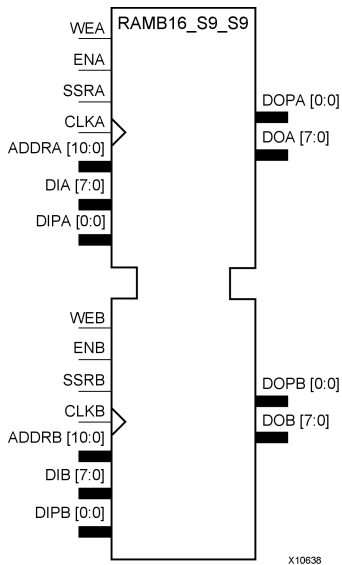 RAMB16_S9_S9
WEA
ENA
SSRA
CLKA
ADDRA [10:0]
DIA [7:0]
DIPA [0:0]
DOPA [0:0]
DOA [7:0]
WEB
ENB
SSRB
CLKB
ADDRB [10:0]
DIB [7:0]
DIPB [0:0]
DOPB [0:0]
DOB [7:0]
X10638